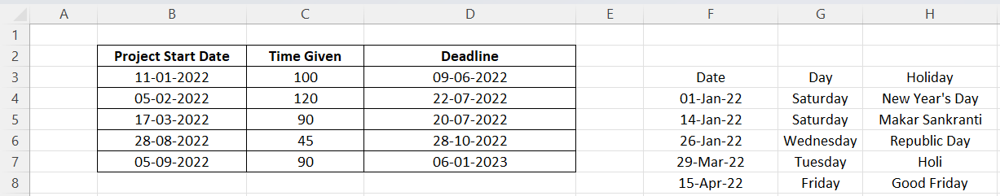 A B C D E F G H
1
2 Project Start Date Time Given Deadline
3 11-01-2022 100 09-06-2022 Date Day Holiday
4 05-02-2022 120 22-07-2022 01-Jan-22 Saturday New Year's Day
5 17-03-2022 90 20-07-2022 14-Jan-22 Saturday Makar Sankranti
6 28-08-2022 45 28-10-2022 26-Jan-22 Wednesday Republic Day
7 05-09-2022 90 06-01-2023 29-Mar-22 Tuesday Holi
8 15-Apr-22 Friday Good Friday